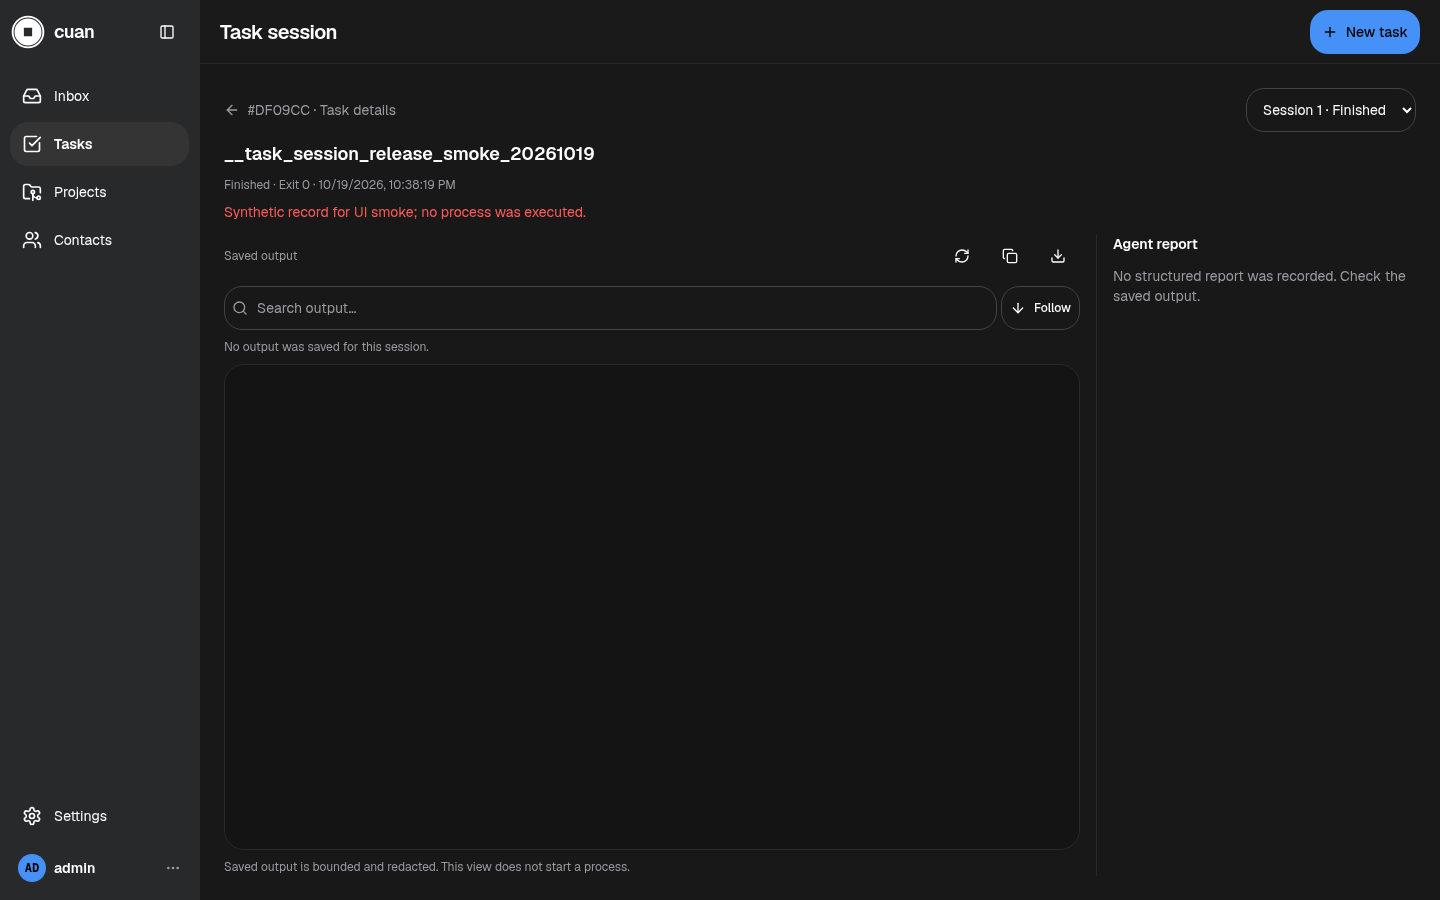 cuan
Task session
New task
Inbox
Tasks
Projects
Contacts
#DF09CC · Task details
Session 1 · Finished
__task_session_release_smoke_20261019
Finished · Exit 0 · 10/19/2026, 10:38:19 PM
Synthetic record for UI smoke; no process was executed.
Saved output
Search output…
Follow
No output was saved for this session.
Saved output is bounded and redacted. This view does not start a process.
Agent report
No structured report was recorded. Check the
saved output.
Settings
AD
admin